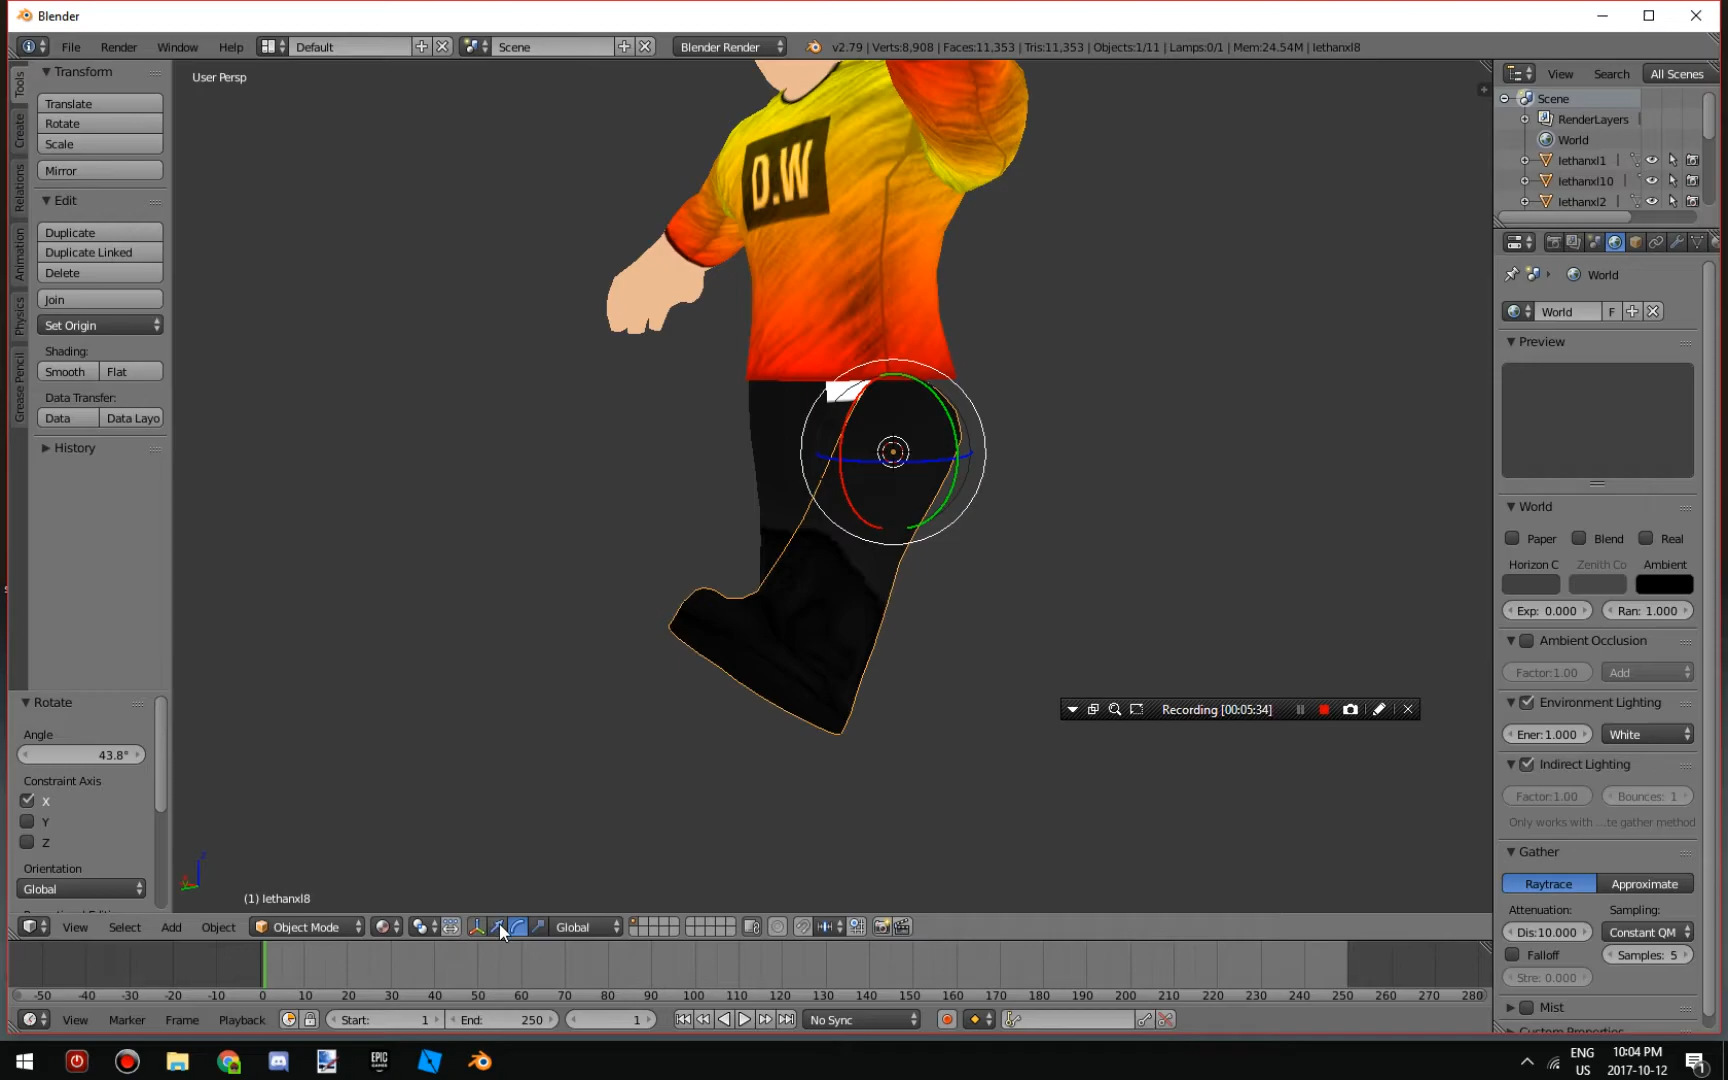 Blender
File Render Window Help Default Scene Blender Render v2.79 | Verts:8,908 | Faces:11,353 | Tris:11,353 | Objects:1/11 | Lamps:0/1 | Mem:24.54M | lethanxl8
Tools
Create
Relations
Animation
Physics
Grease Pencil
Transform
Translate
Rotate
Scale
Mirror
Edit
Duplicate
Duplicate Linked
Delete
Join
Set Origin
Shading:
Smooth Flat
Data Transfer:
Data Data Layo
History
Rotate
Angle
43.8°
Constraint Axis
X
Y
Z
Orientation
Global
User Persp
D.W
Recording [00:05:34]
(1) lethanxl8
View Select Add Object Object Mode Global
-50 -40 -30 -20 -10 0 10 20 30 40 50 60 70 80 90 100 110 120 130 140 150 160 170 180 190 200 210 220 230 240 250 260 270 280
View Marker Frame Playback Start: 1 End: 250 1 No Sync
View Search All Scenes
Scene
RenderLayers
World
lethanxl1
lethanxl10
lethanxl2
World
World F
Preview
World
Paper Blend Real
Horizon C Zenith Co Ambient
Exp: 0.000 Ran: 1.000
Ambient Occlusion
Factor:1.00 Add
Environment Lighting
Ener:1.000 White
Indirect Lighting
Factor:1.00 Bounces: 1
Only works with ...te gather method
Gather
Raytrace Approximate
Attenuation: Sampling:
Dis:10.000 Constant QM
Falloff Samples: 5
Stre: 0.000
Mist
EPIC
GAMES
ENG
US
10:04 PM
2017-10-12
1